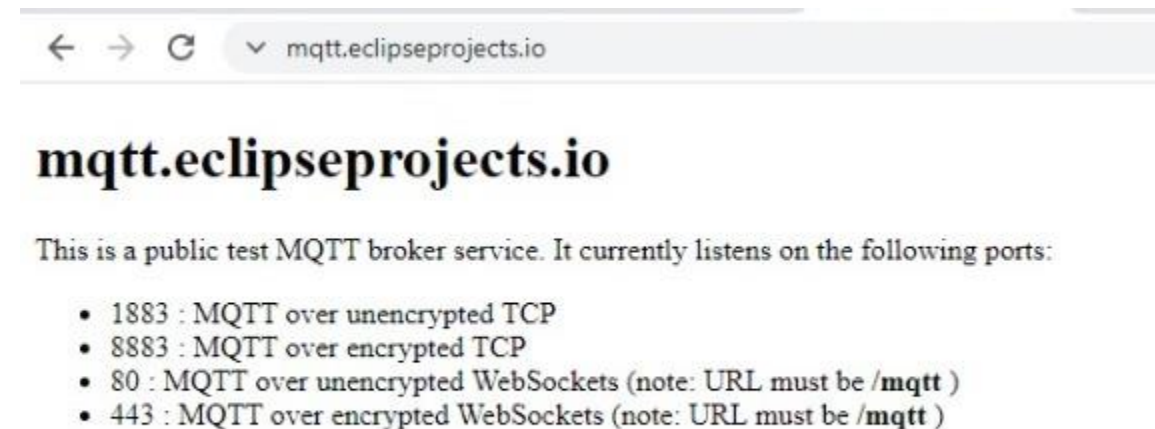 mqtt.eclipseprojects.io
mqtt.eclipseprojects.io
This is a public test MQTT broker service. It currently listens on the following ports:
• 1883 : MQTT over unencrypted TCP
• 8883 : MQTT over encrypted TCP
• 80 : MQTT over unencrypted WebSockets (note: URL must be /mqtt )
• 443 : MQTT over encrypted WebSockets (note: URL must be /mqtt )